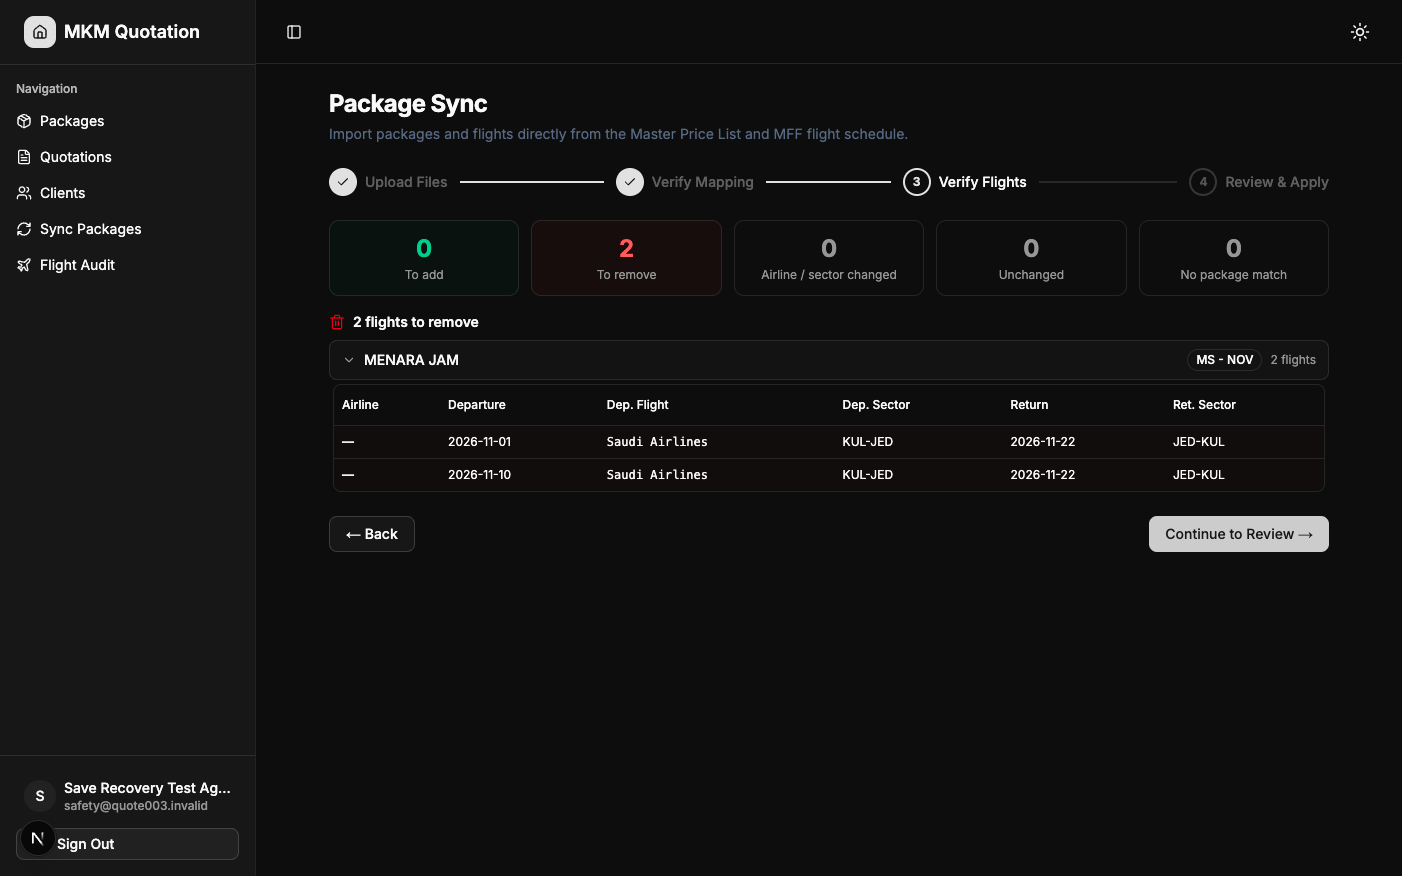 MKM Quotation
Navigation
Packages
Quotations
Clients
Sync Packages
Flight Audit
Save Recovery Test Ag...
S
safety@quote003.invalid
N
Sign Out
Package Sync
Import packages and flights directly from the Master Price List and MFF flight schedule.
Upload Files Verify Mapping 3 Verify Flights 4 Review & Apply
0 2 0 0 0
To add To remove Airline / sector changed Unchanged No package match
2 flights to remove
MENARA JAM MS - NOV 2 flights
Airline Departure Dep. Flight Dep. Sector Return Ret. Sector
— 2026-11-01 Saudi Airlines KUL-JED 2026-11-22 JED-KUL
— 2026-11-10 Saudi Airlines KUL-JED 2026-11-22 JED-KUL
← Back Continue to Review →